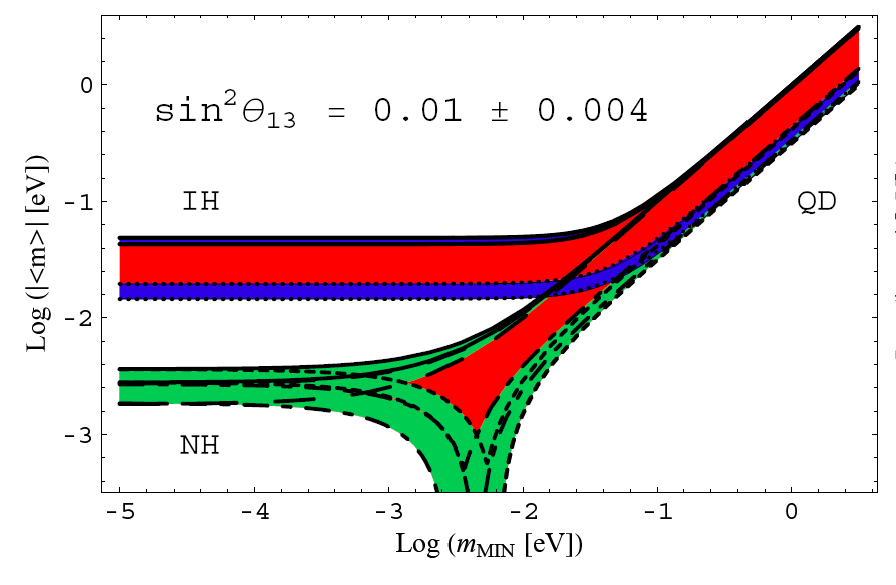 sin²θ₁₃ = 0.01 ± 0.004
IH
QD
NH
0
-1
-2
-3
-5 -4 -3 -2 -1 0
Log (|<m>| [eV])
Log (mMIN [eV])